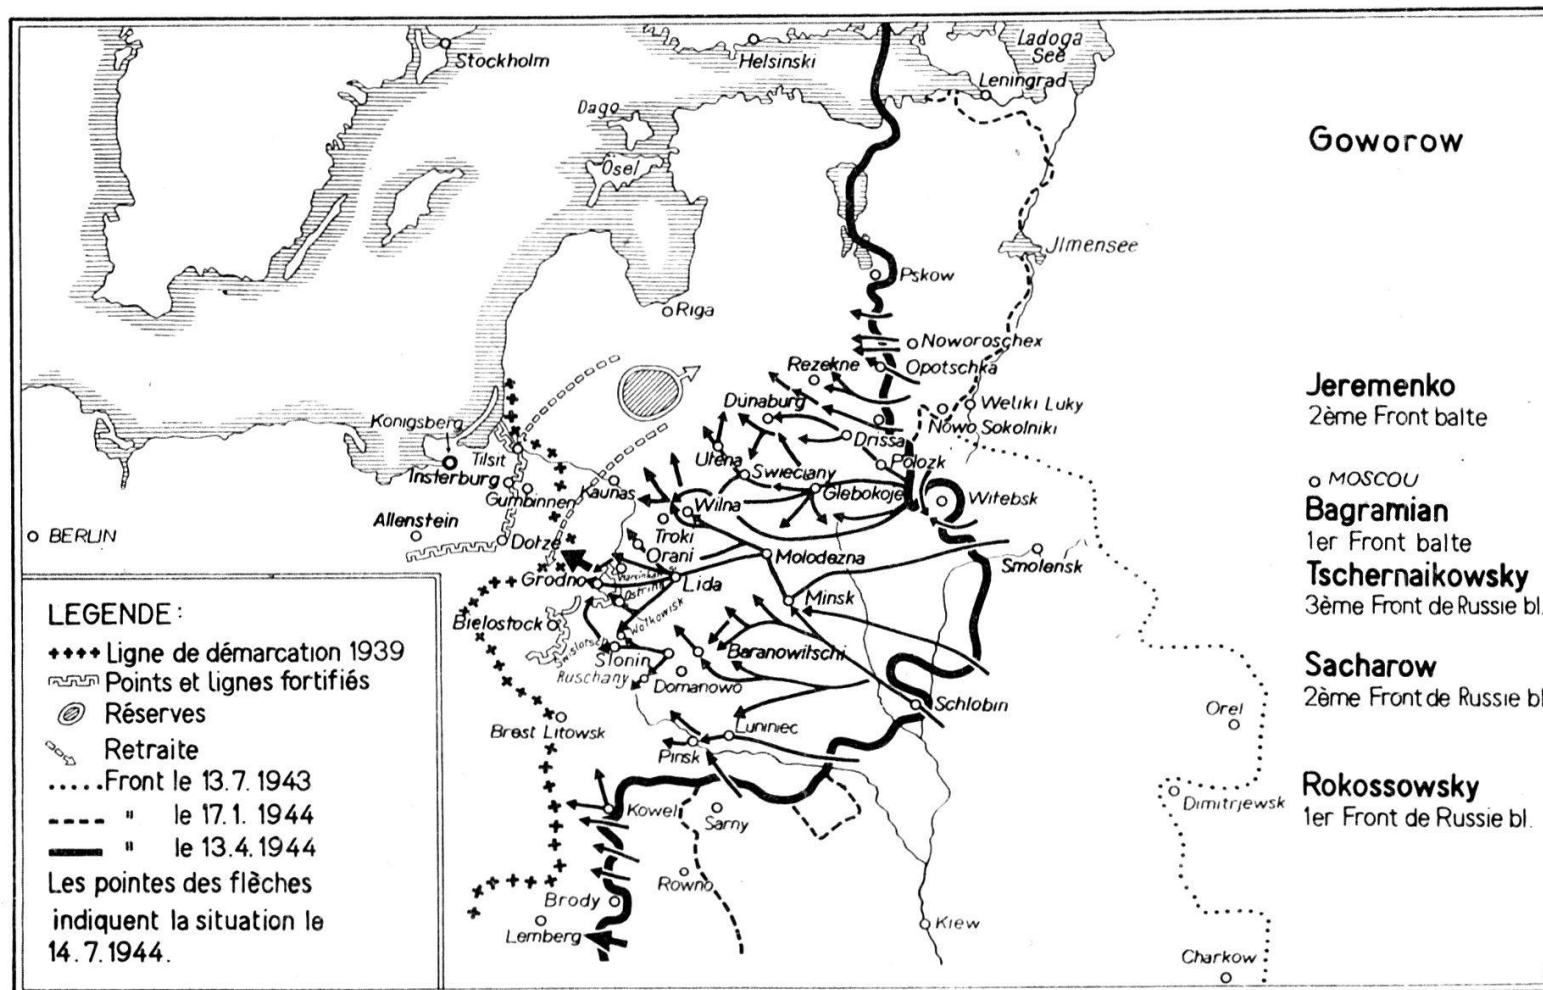 Stockholm
Helsinski
Ladoga
See
Leningrad
Dago
Osel
Goworow
Jlmensee
Pskow
Riga
Noworoschex
Opotschka
Rezekne
Jeremenko
2ème Front balte
Dünaburg
Weliki Luky
Nowo Sokolniki
Konigsberg
Drissa
Tilsit
Utena
Swieciany
Polozk
Insterburg
Gumbinnen
Kaunas
Glebokoje
Witebsk
MOSCOU
Wilna
Bagramian
1er Front balte
Allenstein
Troki
Orani
BERLIN
Dotze
Molodezna
Smolensk
Tschernaikowsky
3ème Front de Russie bl.
Grodno
Ostrina
Lida
Minsk
Bielostock
Wolkowisk
Swislotsch
Slonin
Baranowitschi
Sacharow
2ème Front de Russie bl
Ruschany
Domanowo
Schlobin
Orel
Brest Litowsk
Luniniec
Pinsk
Rokossowsky
1er Front de Russie bl.
Dimitrjewsk
Kowel
Sarny
Rowno
Brody
Lemberg
Kiew
Charkow
LEGENDE:
Ligne de démarcation 1939
Points et lignes fortifiés
Réserves
Retraite
Front le 13.7.1943
" le 17.1.1944
" le 13.4.1944
Les pointes des flèches
indiquent la situation le
14.7.1944.